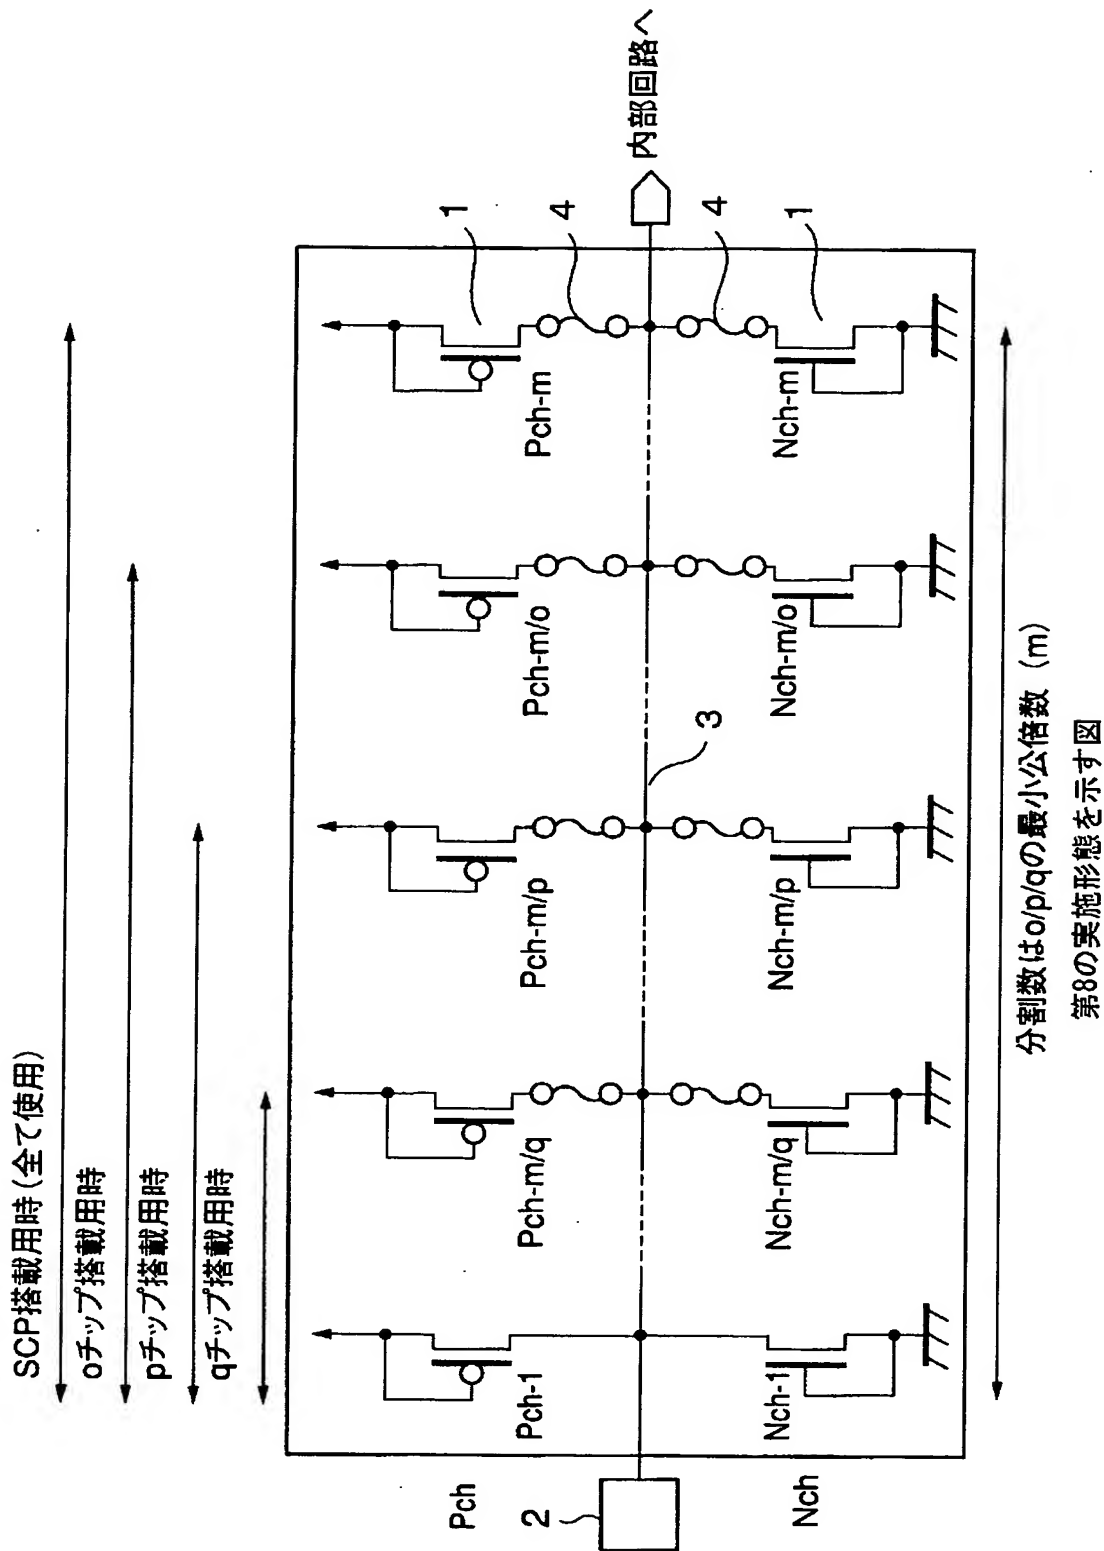 SCP搭載用時(全て使用)
oチップ搭載用時
pチップ搭載用時
qチップ搭載用時
Pch
2
Nch
Pch-1
Pch-m/q
Pch-m/p
Pch-m/o
Pch-m
1
4
3
内部回路へ
4
1
Nch-1
Nch-m/q
Nch-m/p
Nch-m/o
Nch-m
分割数はo/p/qの最小公倍数 (m)
第8の実施形態を示す図